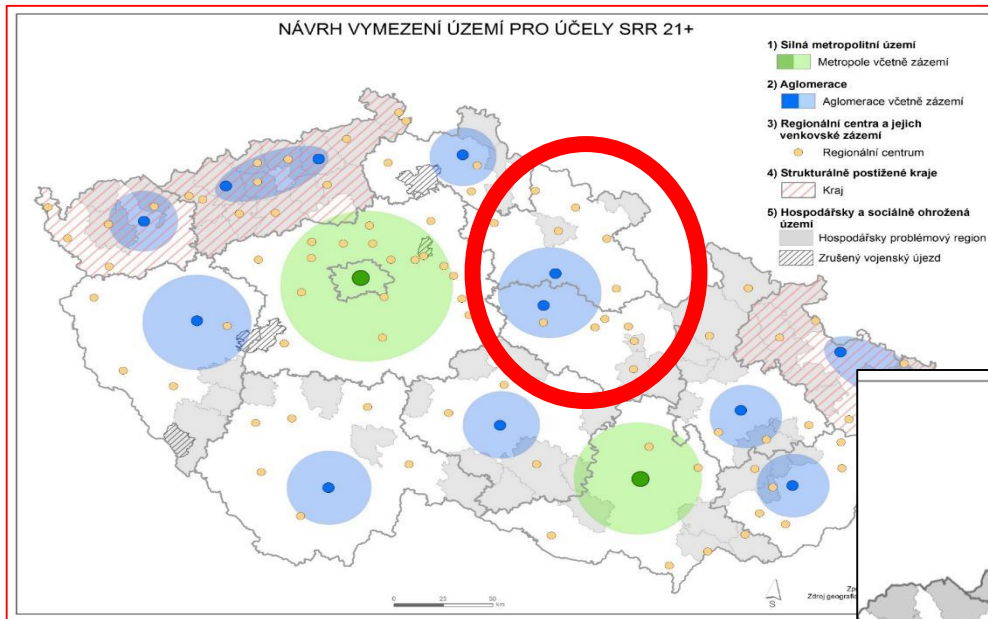 NÁVRH VYMEZENÍ ÚZEMÍ PRO ÚČELY SRR 21+
1) Silná metropolitní území
Metropole včetně zázemí
2) Aglomerace
Aglomerace včetně zázemí
3) Regionální centra a jejich
venkovské zázemí
Regionální centrum
4) Strukturálně postižené kraje
Kraj
5) Hospodářsky a sociálně ohrožená
území
Hospodářsky problémový region
Zrušený vojenský újezd
0 25 50
km
S
Zdroj